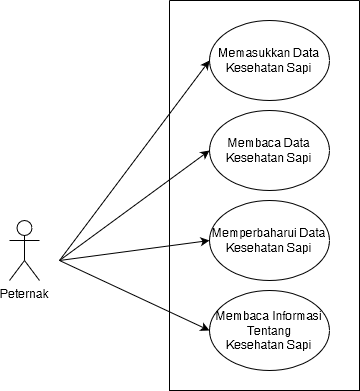 Memasukkan Data
Kesehatan Sapi
Membaca Data
Kesehatan Sapi
Memperbaharui Data
Kesehatan Sapi
Peternak
Membaca Informasi
Tentang
Kesehatan Sapi